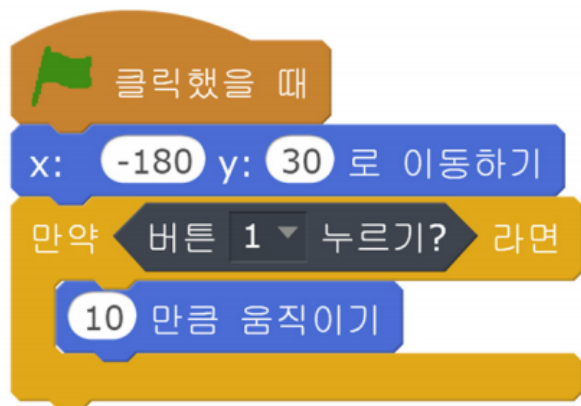 클릭했을 때
x: -180 y: 30 로 이동하기
만약 버튼 1 누르기? 라면
10 만큼 움직이기